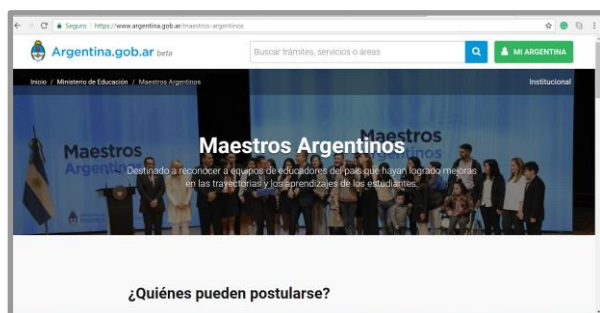 Seguro | https://www.argentina.gob.ar/maestros-argentinos
Argentina.gob.ar beta
Buscar trámites, servicios o áreas
MI ARGENTINA
Inicio / Ministerio de Educación / Maestros Argentinos
Institucional
Maestros
Argentinos
Maestros
Argentinos
Maestros Argentinos
Destinado a reconocer a equipos de educadores del país que hayan logrado mejoras
en las trayectorias y los aprendizajes de los estudiantes.
¿Quiénes pueden postularse?